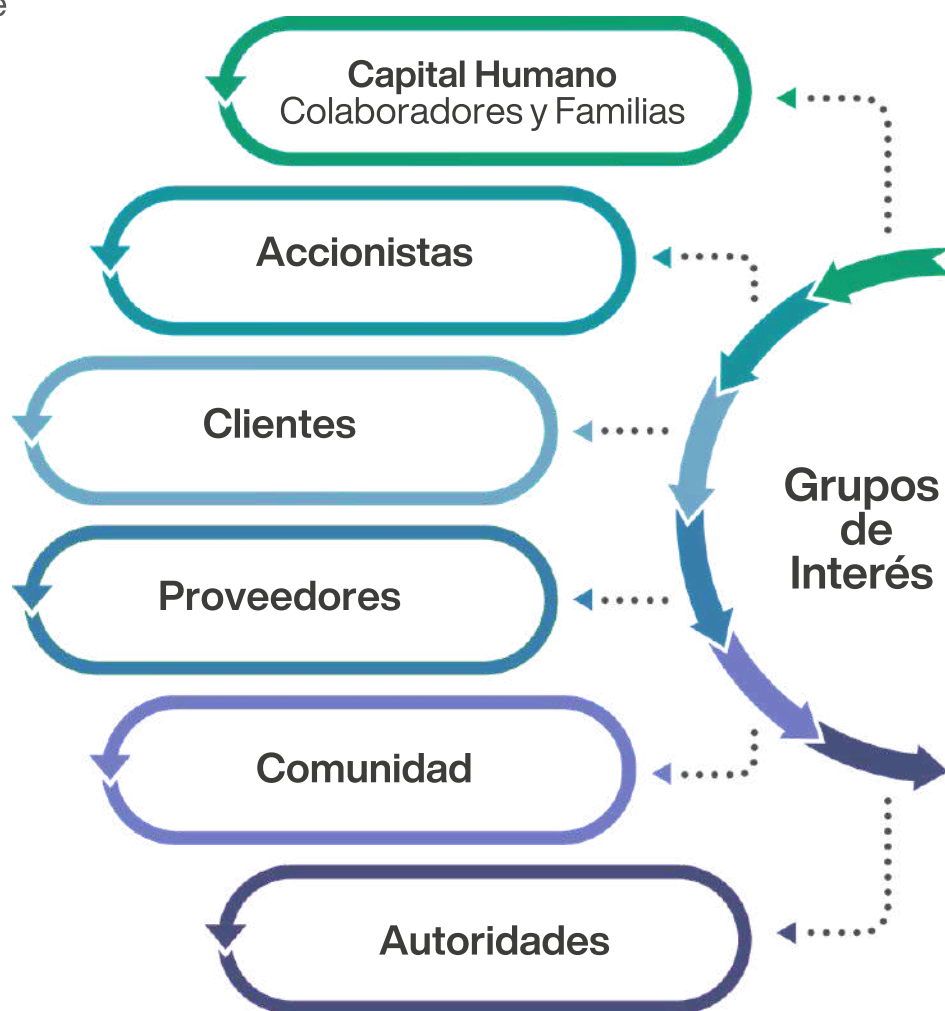 e
Capital Humano
Colaboradores y Familias
Accionistas
Clientes
Grupos
de
Interés
Proveedores
Comunidad
Autoridades